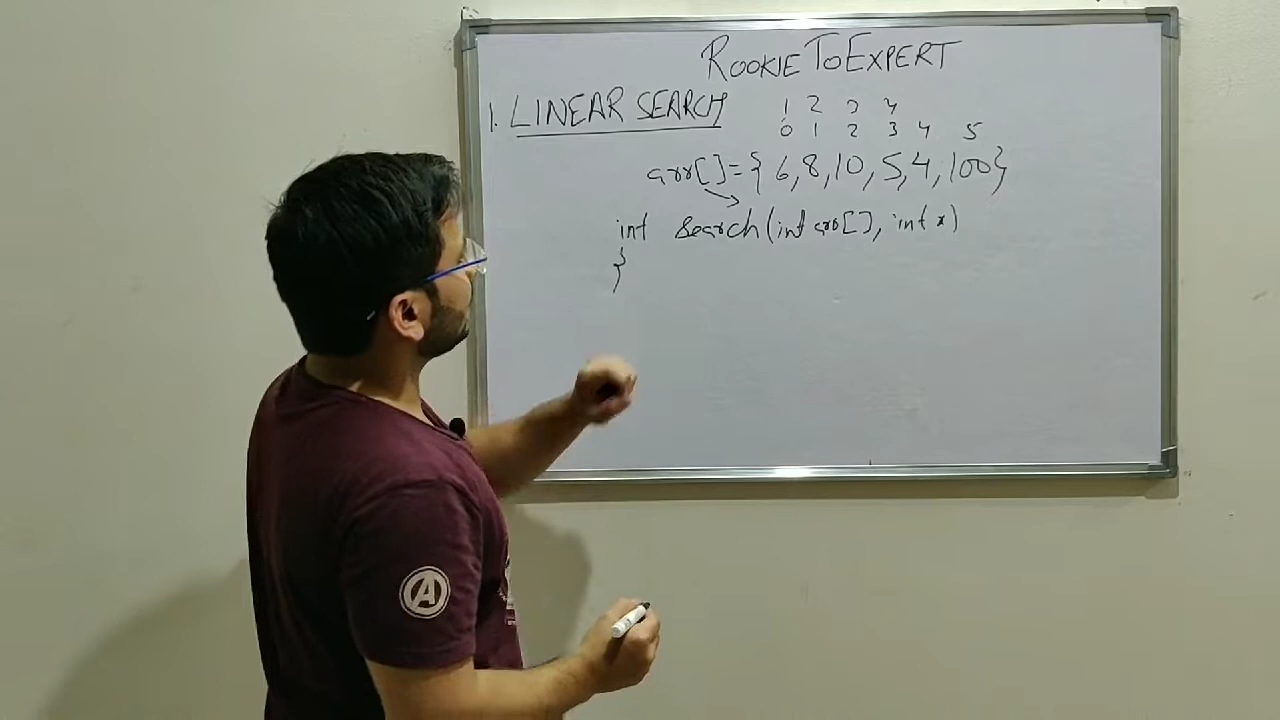 ROOKIETOEXPERT
1. LINEAR SEARCH
1 2 3 4
0 1 2 3 4 5
arr[]={6,8,10,5,4,100}
int search(int arr[], int x)
{
A